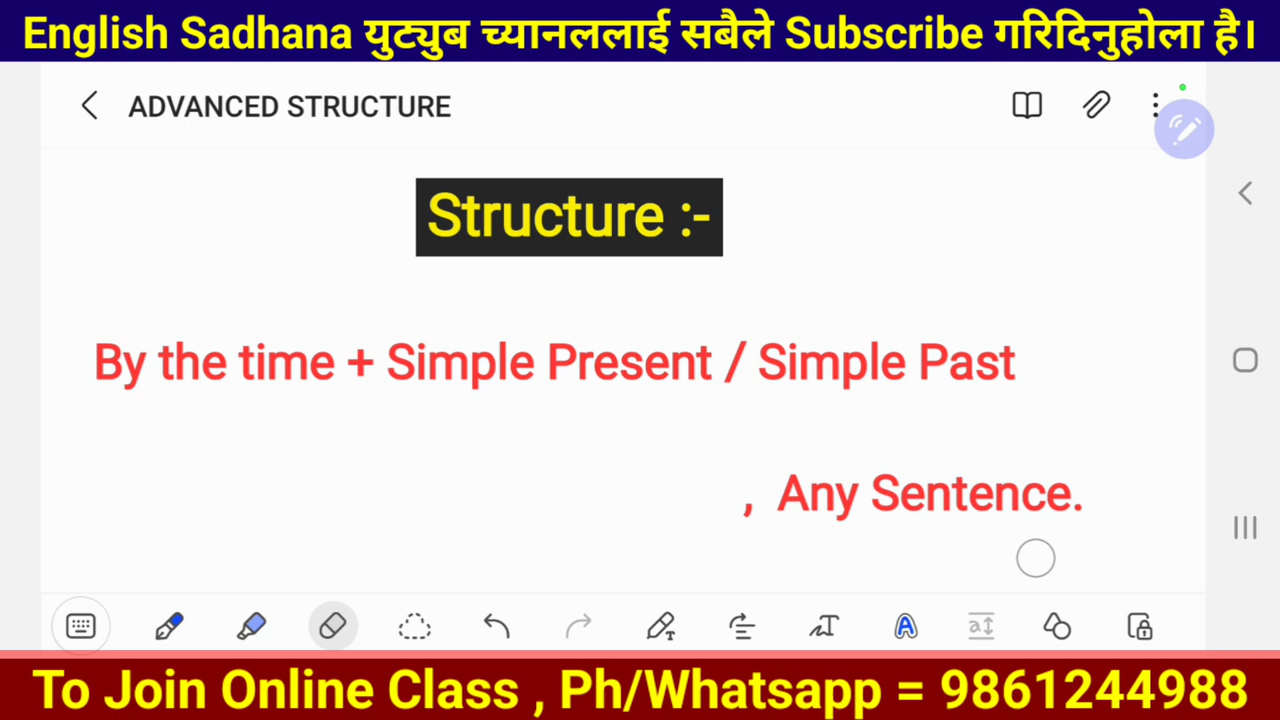 English Sadhana युट्युब च्यानललाई सबैले Subscribe गरिदिनुहोला है।
ADVANCED STRUCTURE
Structure :-
By the time + Simple Present / Simple Past
, Any Sentence.
To Join Online Class , Ph/Whatsapp = 9861244988